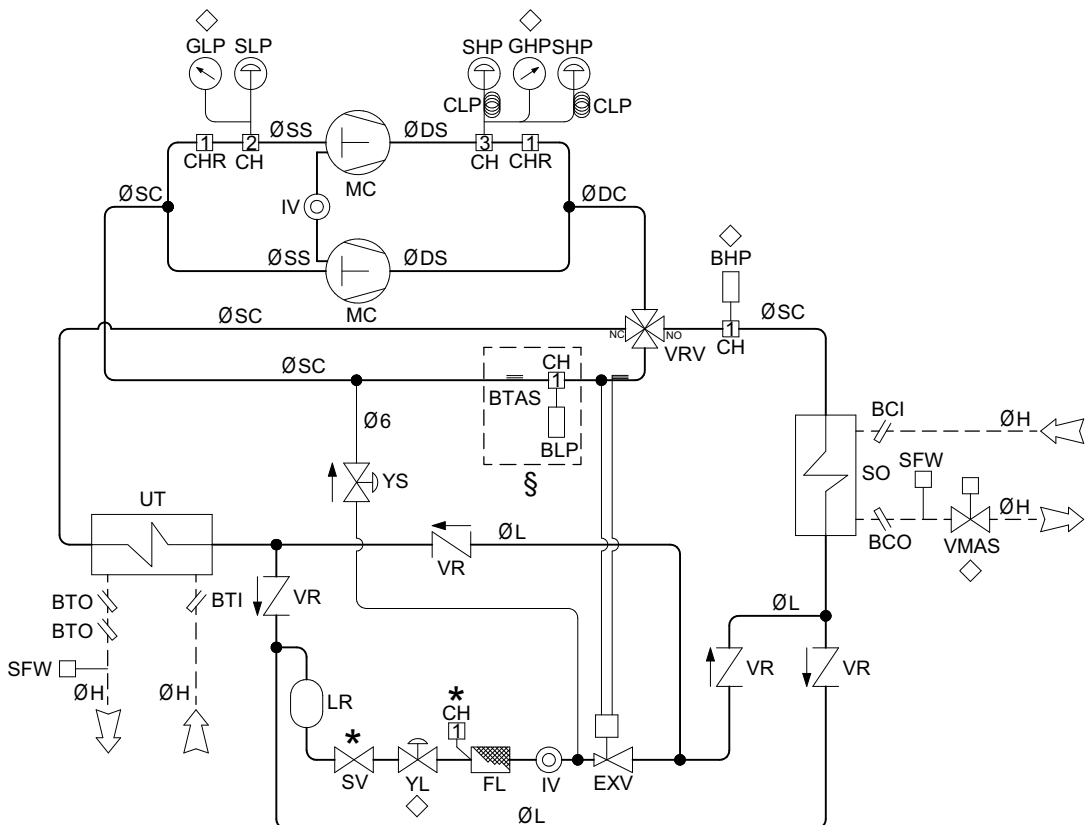 GLP SLP SHP GHP SHP
CLP CLP
ØSS ØDS
1 2 3 1
CHR CH CH CHR
MC
ØSC IV ØDC
ØSS ØDS
BHP
MC
ØSC ØSC
NC NO
1
VRV CH
ØSC CH
1
BTAS
BCI ØH
Ø6 BLP
SFW SO
YS §
UT
ØL ØH
VR BCO VMAS
BTO BTI VR
BTO ØL
SFW VR VR
ØH ØH LR *
CH
1
*
SV YL FL IV EXV
ØL